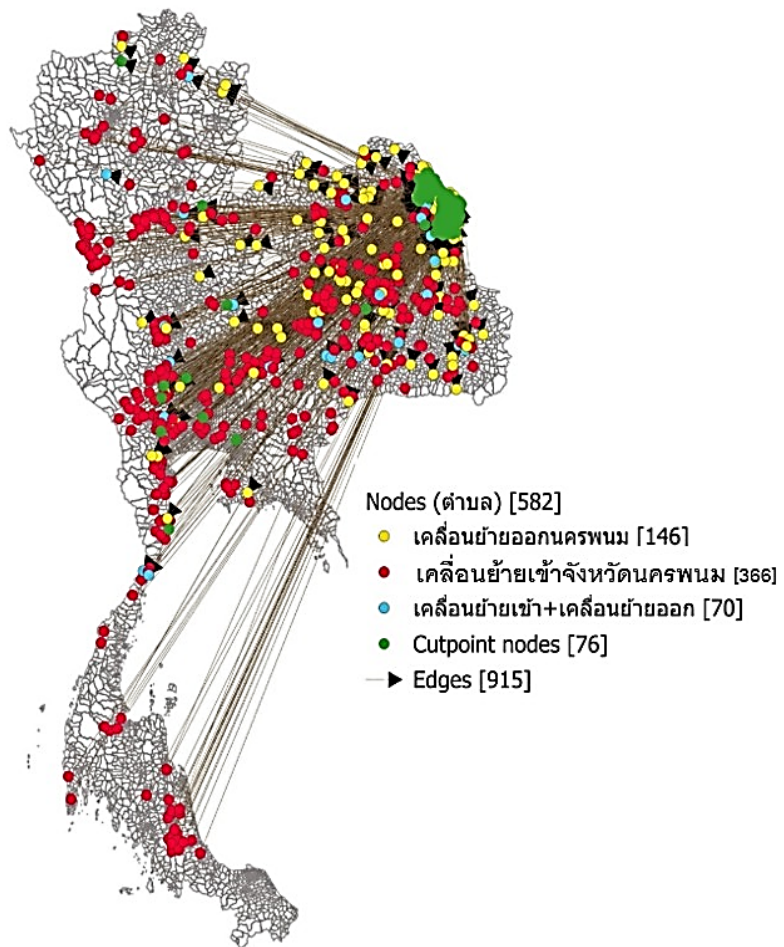 Nodes (ตำบล) [582]
เคลื่อนย้ายออกนครพนม [146]
เคลื่อนย้ายเข้าจังหวัดนครพนม [366]
เคลื่อนย้ายเข้า+เคลื่อนย้ายออก [70]
Cutpoint nodes [76]
Edges [915]